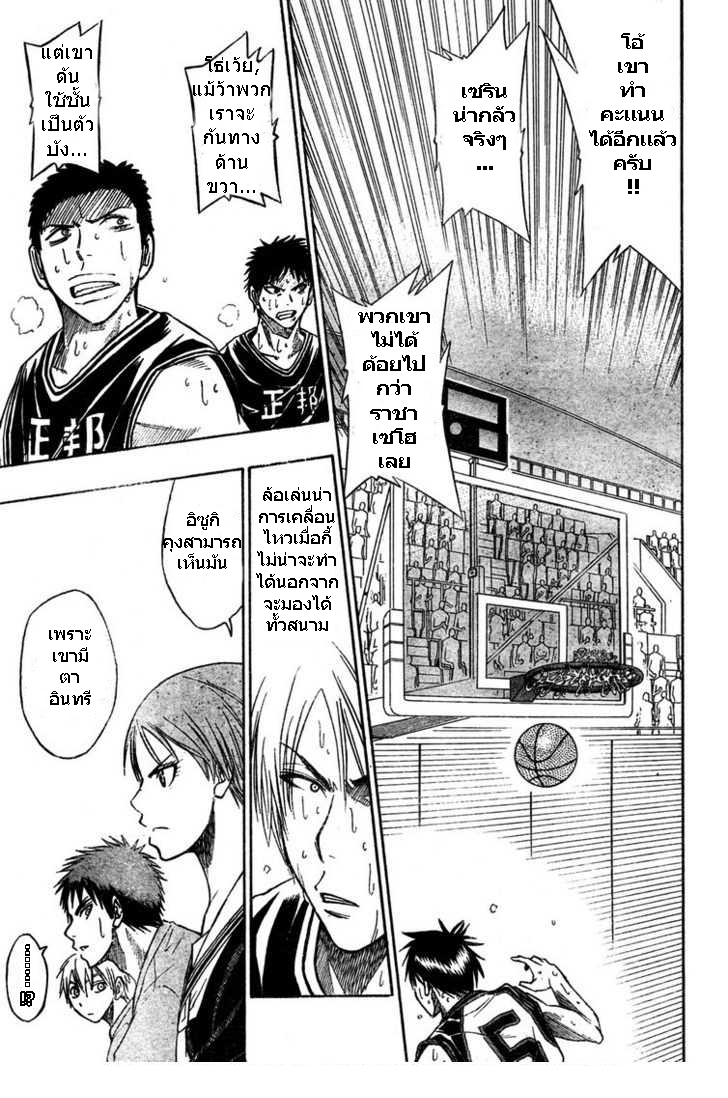 โอ้
เขา
ทำ
คะแนน
ได้อีกแล้ว
ครับ
!!
เซริน
น่ากลัว
จริงๆ
...
พวกเขา
ไม่ได้
ด้อยไป
กว่า
ราชา
เซโฮ
เลย
โธ่เว้ย,
แม้ว้าพวก
เราจะ
กันทาง
ด้าน
ขวา...
แต่เขา
ดัน
ใช้ชั้น
เป็นตัว
บัง...
正邦
正邦
ล้อเล่นน่า
การเคลื่อน
ไหวเมื่อกี้
ไม่น่าจะทำ
ได้นอกจาก
จะมองได้
ทั้วสนาม
อิซูกิ
คุงสามารถ
เห็นมัน
เพราะ
เขามี
ตา
อินทรี
5